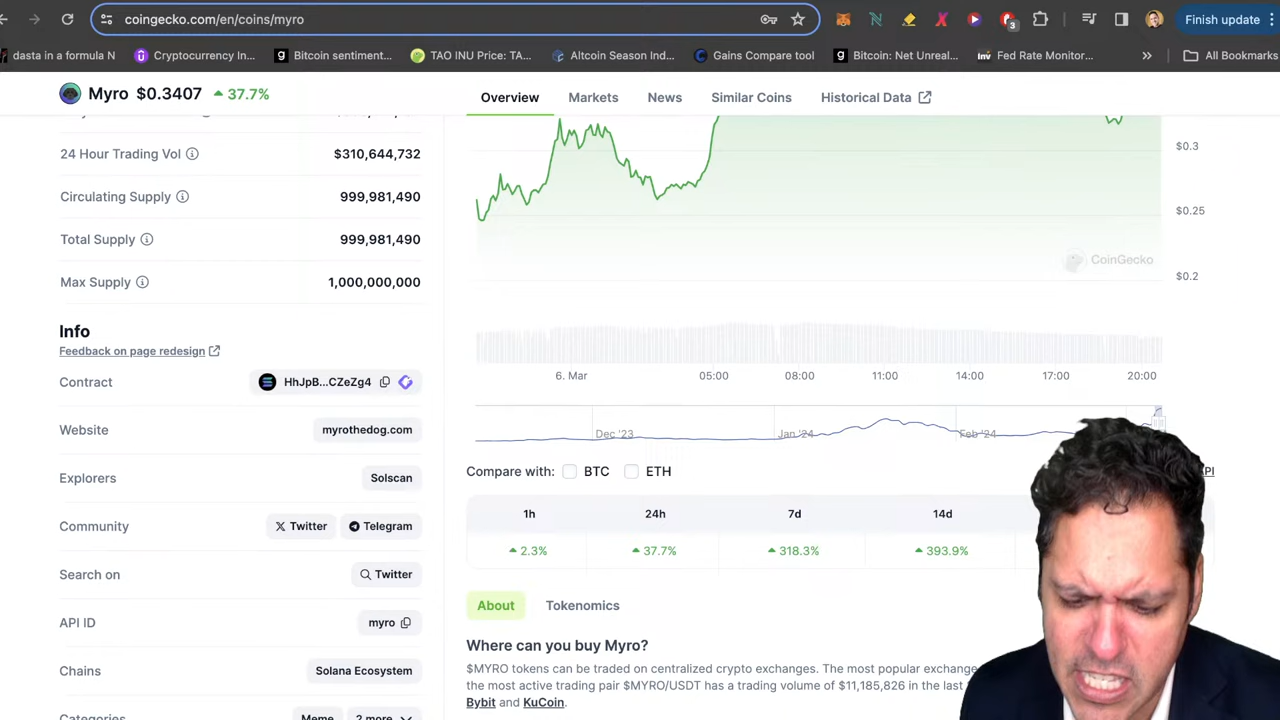 coingecko.com/en/coins/myro
3
Finish update
dasta in a formula N
Cryptocurrency In...
Bitcoin sentiment...
TAO INU Price: TA...
Altcoin Season Ind...
Gains Compare tool
Bitcoin: Net Unreal...
Inv Fed Rate Monitor...
»
All Bookmarks
Myro $0.3407 37.7%
Overview
Markets
News
Similar Coins
Historical Data
24 Hour Trading Vol $310,644,732
Circulating Supply 999,981,490
Total Supply 999,981,490
Max Supply 1,000,000,000
Info
Feedback on page redesign
Contract HhJpB...CZeZg4
Website myrothedog.com
Explorers Solscan
Community Twitter Telegram
Search on Twitter
API ID myro
Chains Solana Ecosystem
Categories Meme 2 more
$0.3
$0.25
CoinGecko
$0.2
6. Mar 05:00 08:00 11:00 14:00 17:00 20:00
Dec '23 Jan '24 Feb '24
Compare with: BTC ETH
1h 24h 7d 14d
2.3% 37.7% 318.3% 393.9%
About Tokenomics
Where can you buy Myro?
$MYRO tokens can be traded on centralized crypto exchanges. The most popular exchange
the most active trading pair $MYRO/USDT has a trading volume of $11,185,826 in the last
Bybit and KuCoin.